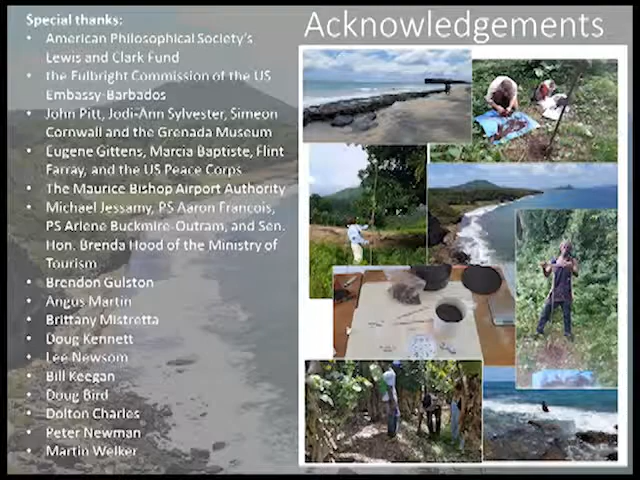 Acknowledgements
Special thanks:
American Philosophical Society's
Lewis and Clark Fund
the Fulbright Commission of the US
Embassy-Barbados
John Pitt, Jodi-Ann Sylvester, Simeon
Cornwall and the Grenada Museum
Eugene Gittens, Marcia Baptiste, Flint
Farray, and the US Peace Corps
The Maurice Bishop Airport Authority
Michael Jessamy, PS Aaron Francois,
PS Arlene Buckmire-Outram, and Sen.
Hon. Brenda Hood of the Ministry of
Tourism
Brendon Gulston
Angus Martin
Brittany Mistretta
Doug Kennett
Lee Newsom
Bill Keegan
Doug Bird
Dolton Charles
Peter Newman
Martin Welker